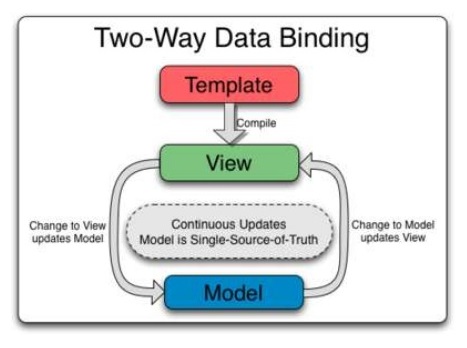 Two-Way Data Binding
Template
Compile
View
Change to View
updates Model
Continuous Updates
Model is Single-Source-of-Truth
Change to Model
updates View
Model